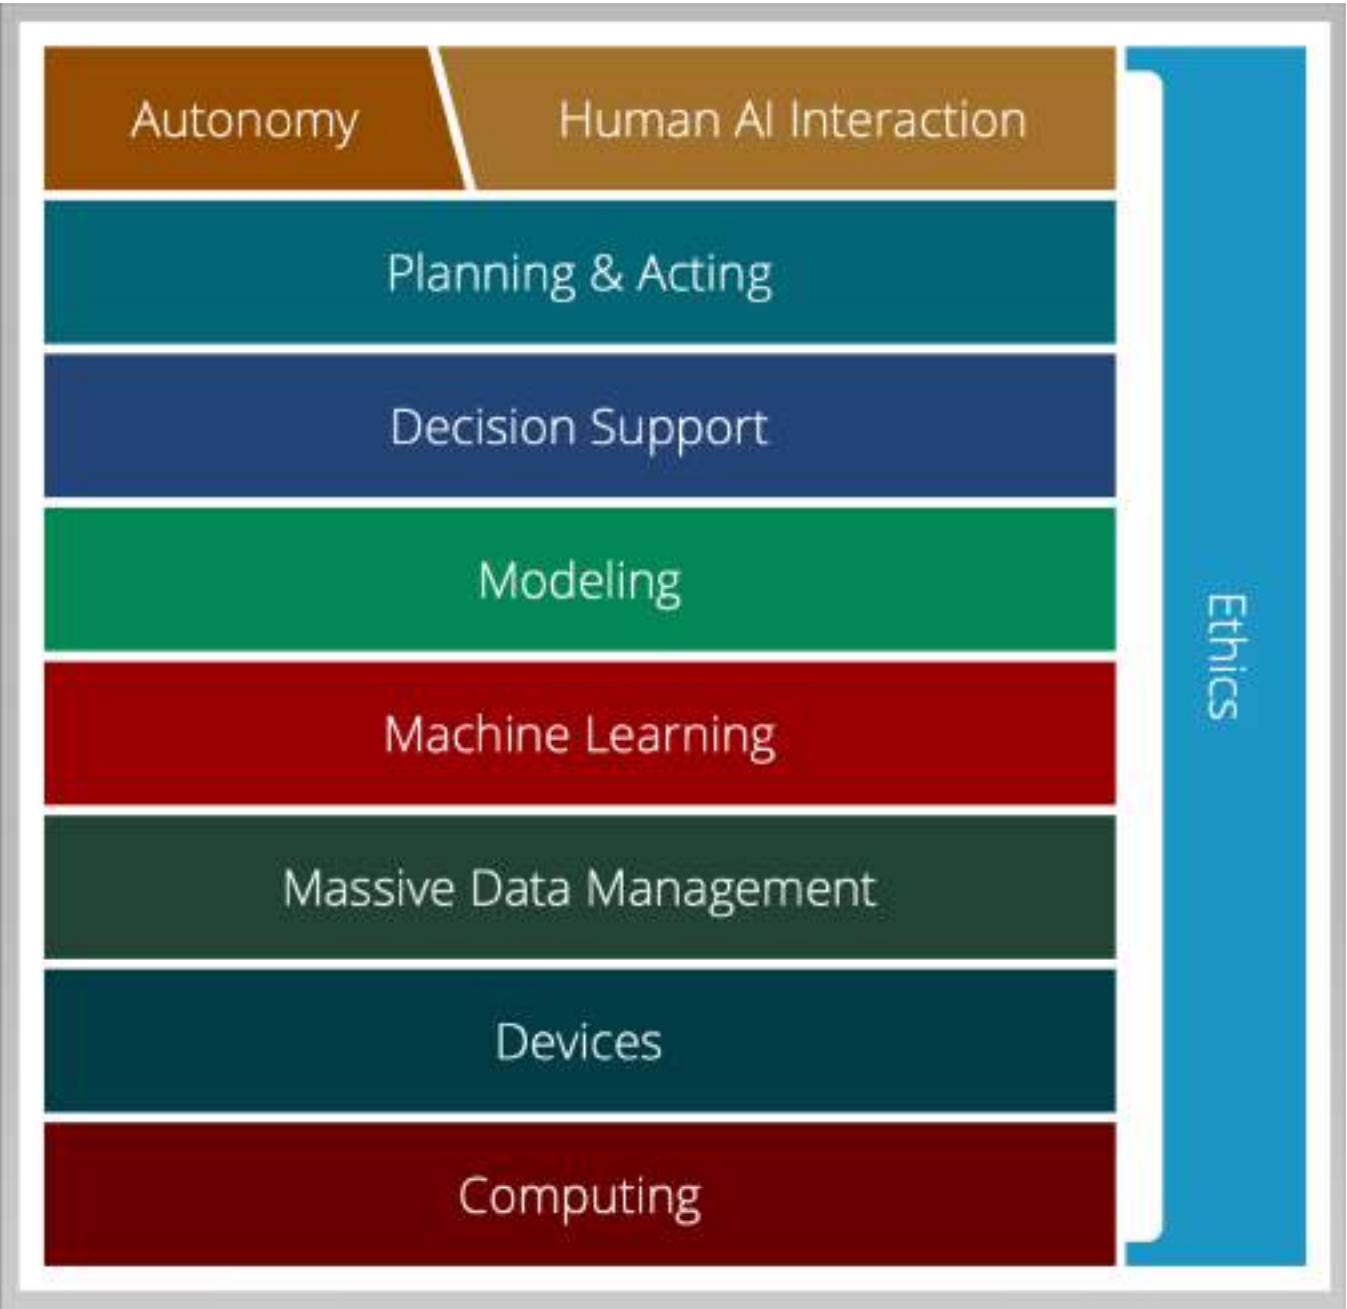 Autonomy
Human AI Interaction
Planning & Acting
Decision Support
Modeling
Machine Learning
Massive Data Management
Devices
Computing
Ethics